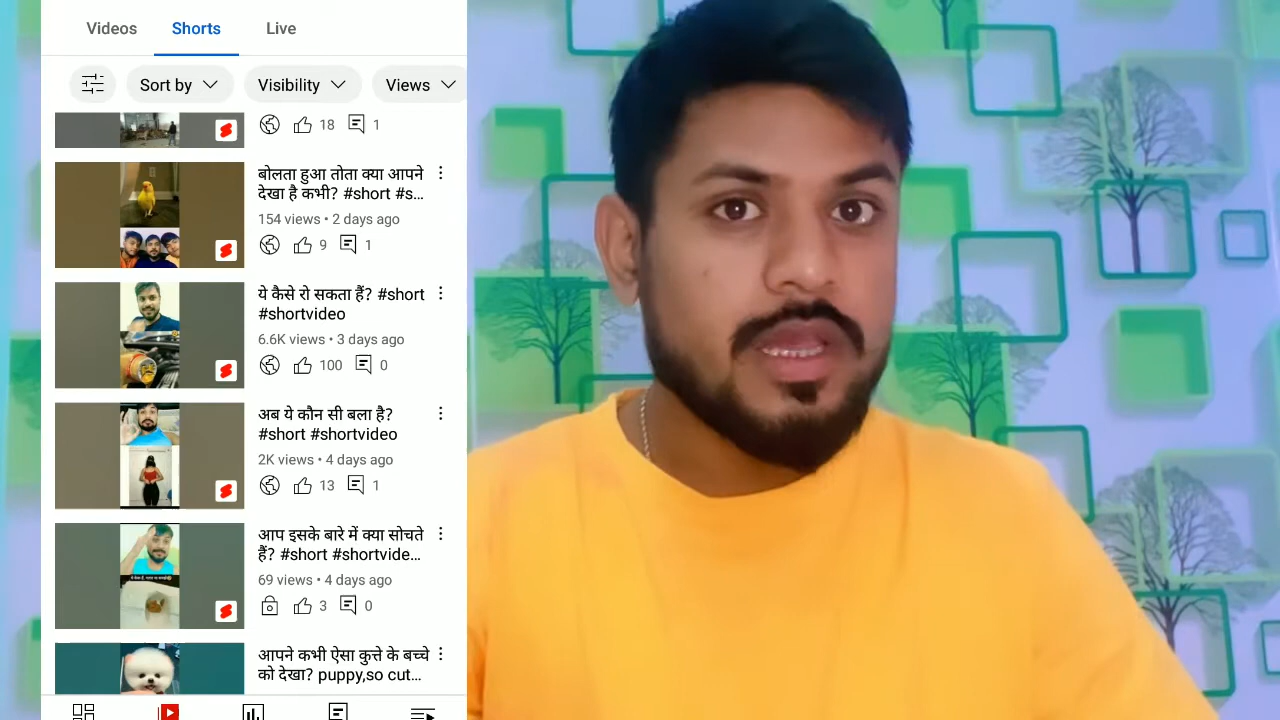 Videos Shorts Live
Sort by Visibility Views
18 1
बोलता हुआ तोता क्या आपने
देखा है कभी? #short #s...
154 views • 2 days ago
9 1
ये कैसे रो सकता हैं? #short
#shortvideo
6.6K views • 3 days ago
100 0
अब ये कौन सी बला है?
#short #shortvideo
2K views • 4 days ago
13 1
आप इसके बारे में क्या सोचते
हैं? #short #shortvide...
69 views • 4 days ago
3 0
आपने कभी ऐसा कुत्ते के बच्चे
को देखा? puppy,so cut...